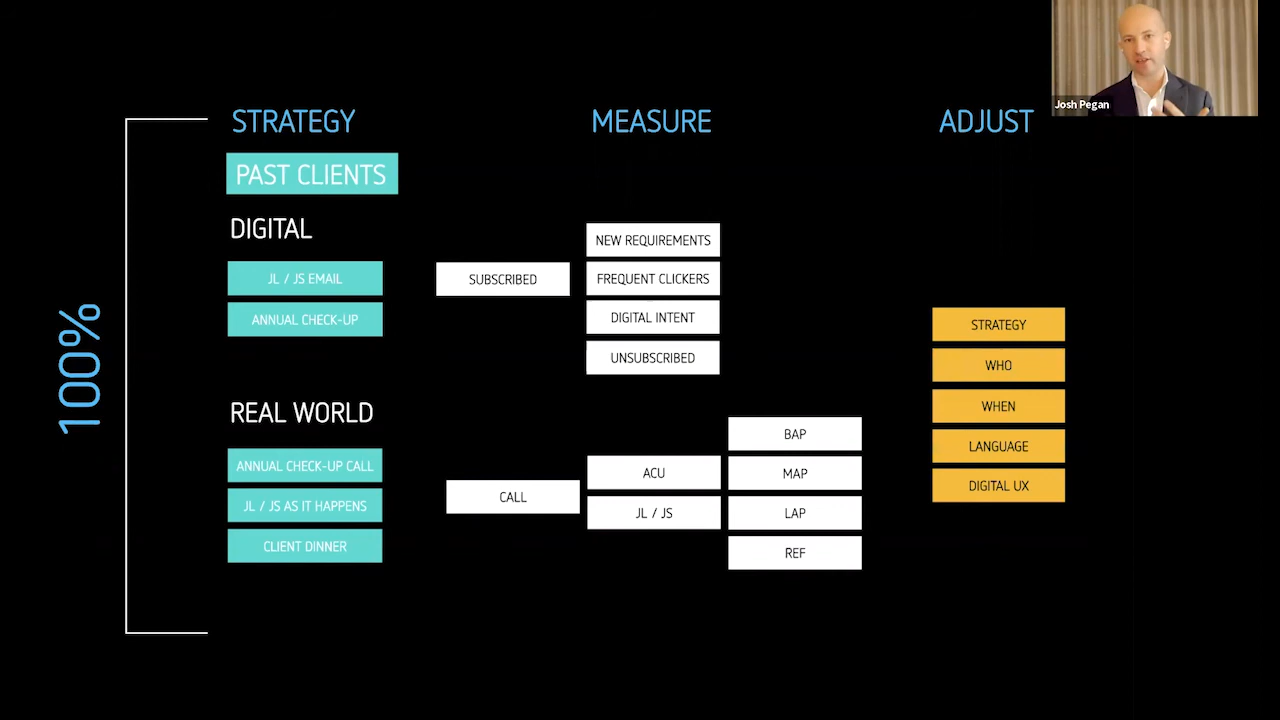 Josh Pegan
STRATEGY
MEASURE
ADJUST
PAST CLIENTS
DIGITAL
JL / JS EMAIL
ANNUAL CHECK-UP
SUBSCRIBED
NEW REQUIREMENTS
FREQUENT CLICKERS
DIGITAL INTENT
UNSUBSCRIBED
100%
REAL WORLD
ANNUAL CHECK-UP CALL
JL / JS AS IT HAPPENS
CLIENT DINNER
CALL
ACU
JL / JS
BAP
MAP
LAP
REF
STRATEGY
WHO
WHEN
LANGUAGE
DIGITAL UX